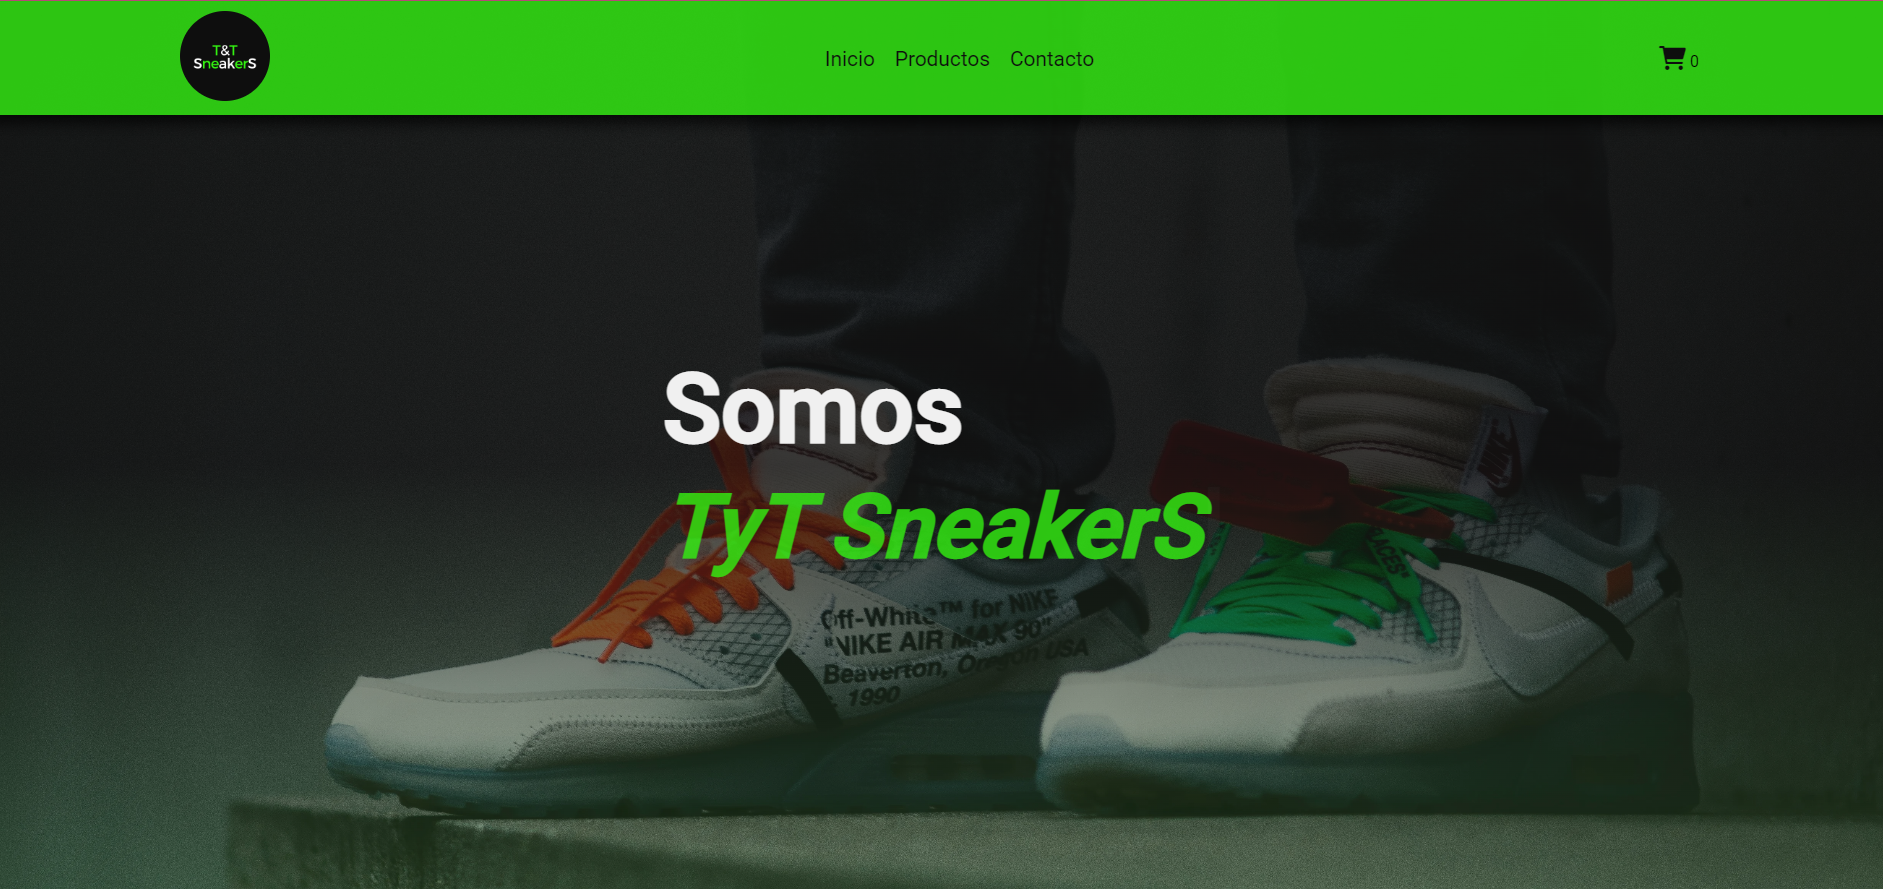 T&T
SneakerS
Inicio Productos Contacto
0
Somos
TyT SneakerS
NIKE
Off-White™ for NIKE
"NIKE AIR MAX 90"
Beaverton, Oregon USA
1990